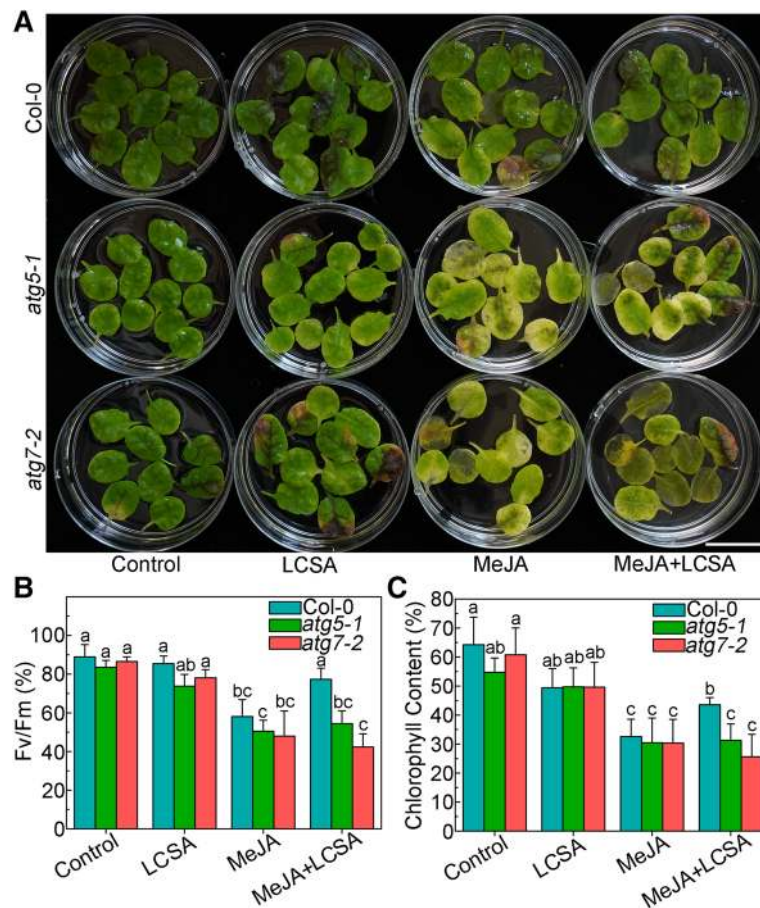 A
Col-0
atg5-1
atg7-2
Control LCSA MeJA MeJA+LCSA
B
Fv/Fm (%)
100
80
60
40
20
0
Col-0
atg5-1
atg7-2
a a a a ab a bc c bc a bc c
Control LCSA MeJA MeJA+LCSA
C
Chlorophyll Content (%)
80
70
60
50
40
30
20
10
0
Col-0
atg5-1
atg7-2
a ab a ab ab ab c c c b c c
Control LCSA MeJA MeJA+LCSA